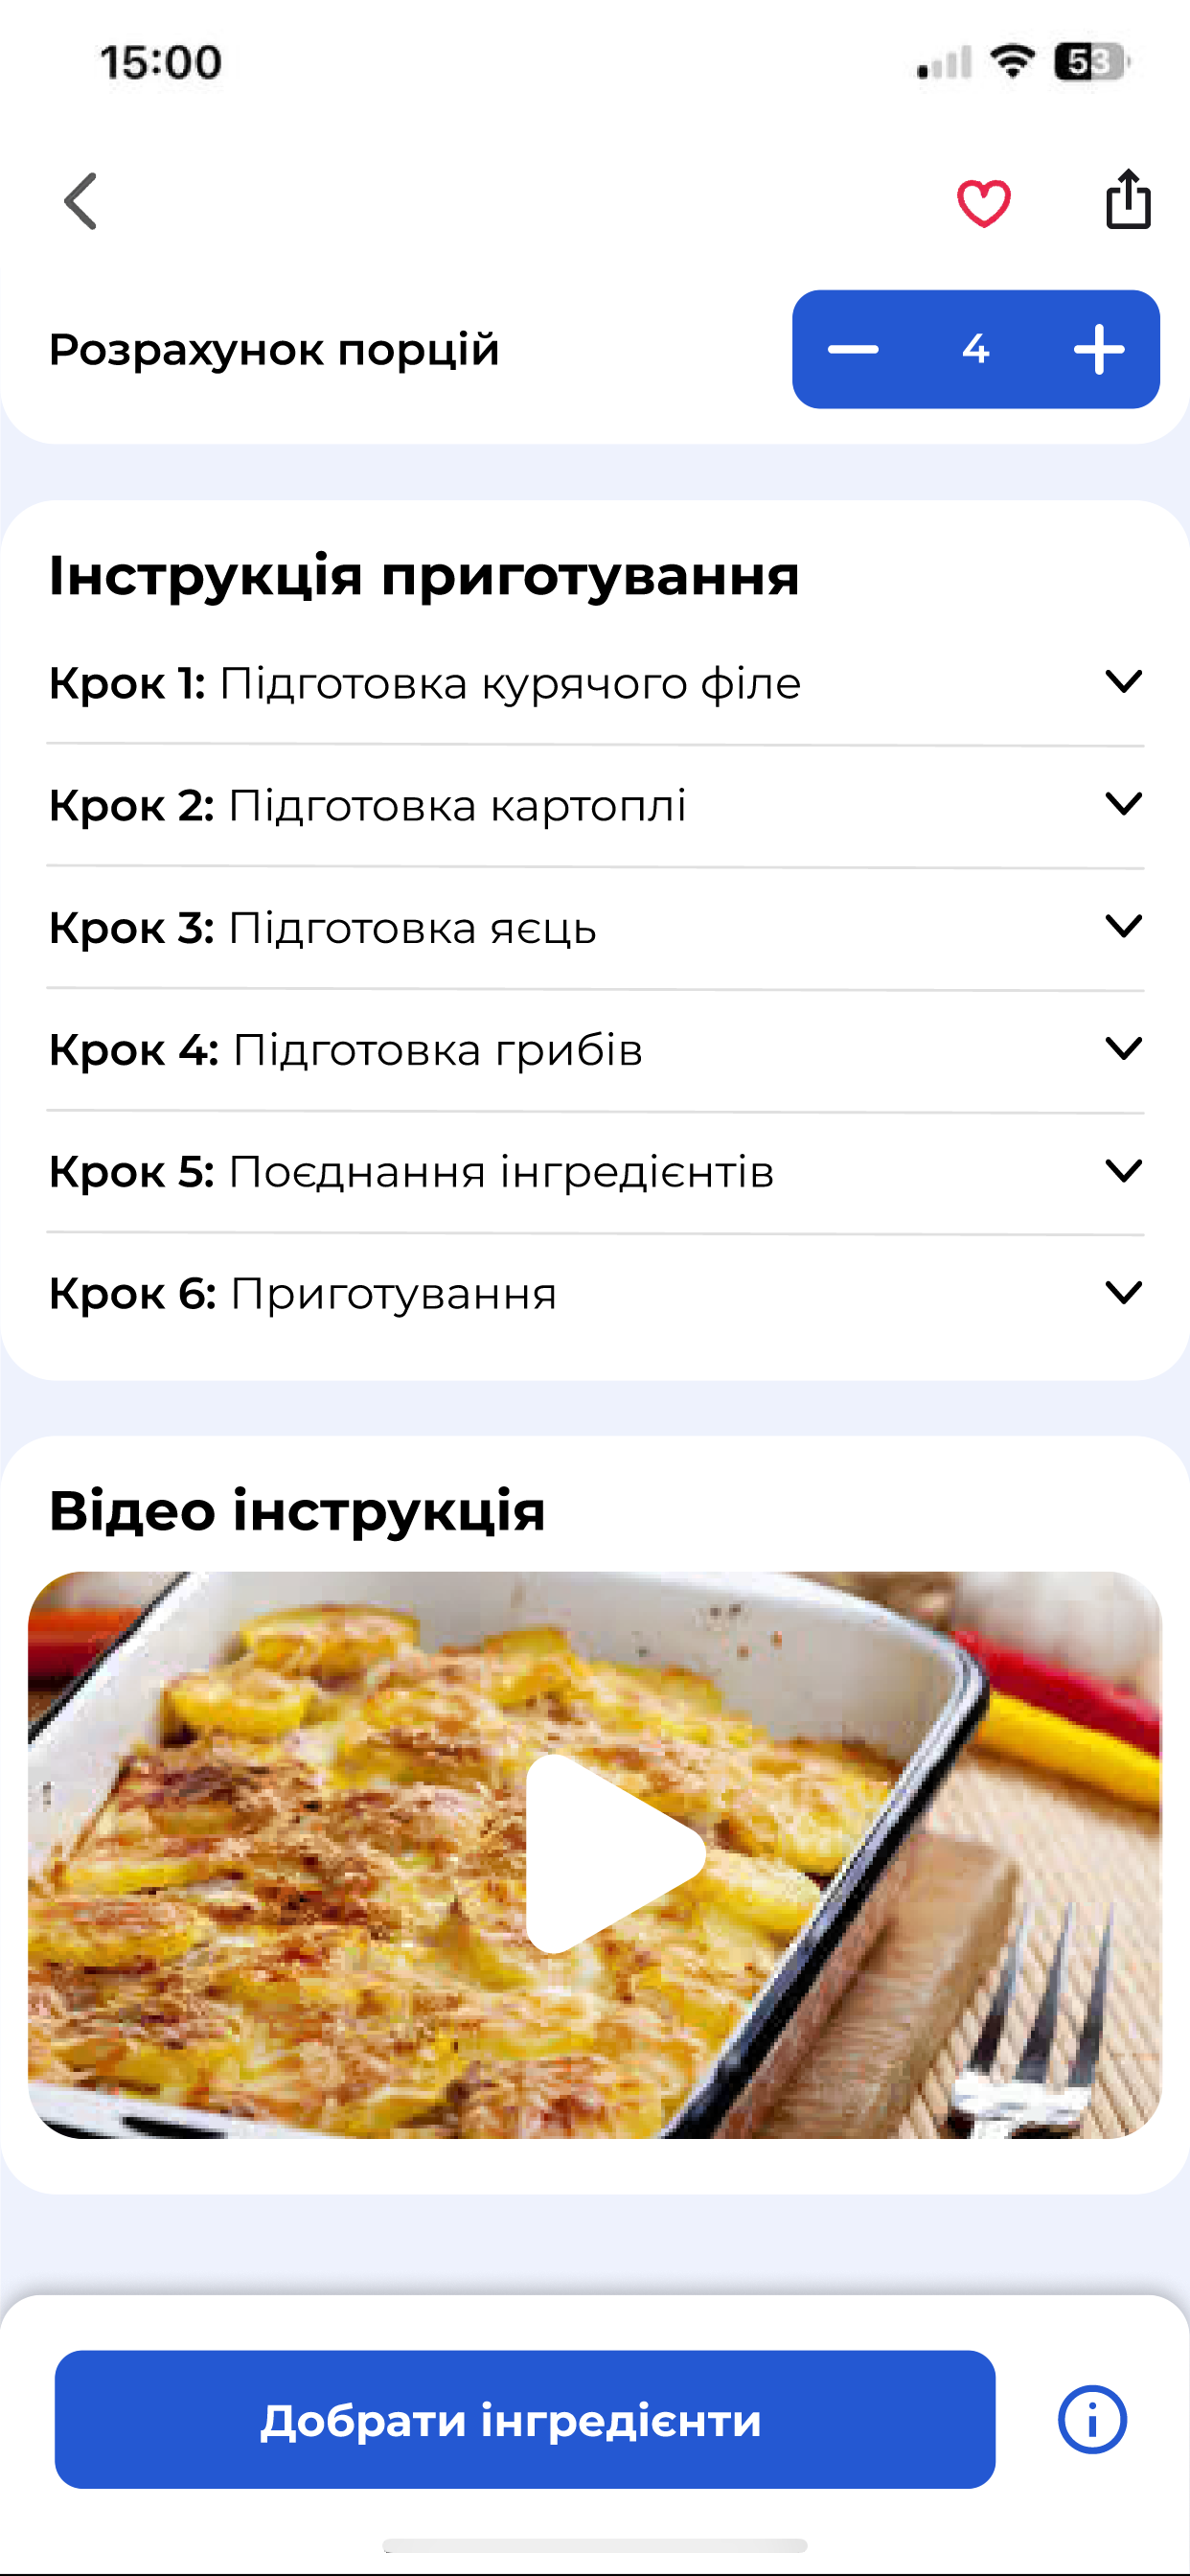 15:00
53
Розрахунок порцій
4
Інструкція приготування
Крок 1: Підготовка курячого філе
Крок 2: Підготовка картоплі
Крок 3: Підготовка яєць
Крок 4: Підготовка грибів
Крок 5: Поєднання інгредієнтів
Крок 6: Приготування
Відео інструкція
Добрати інгредієнти